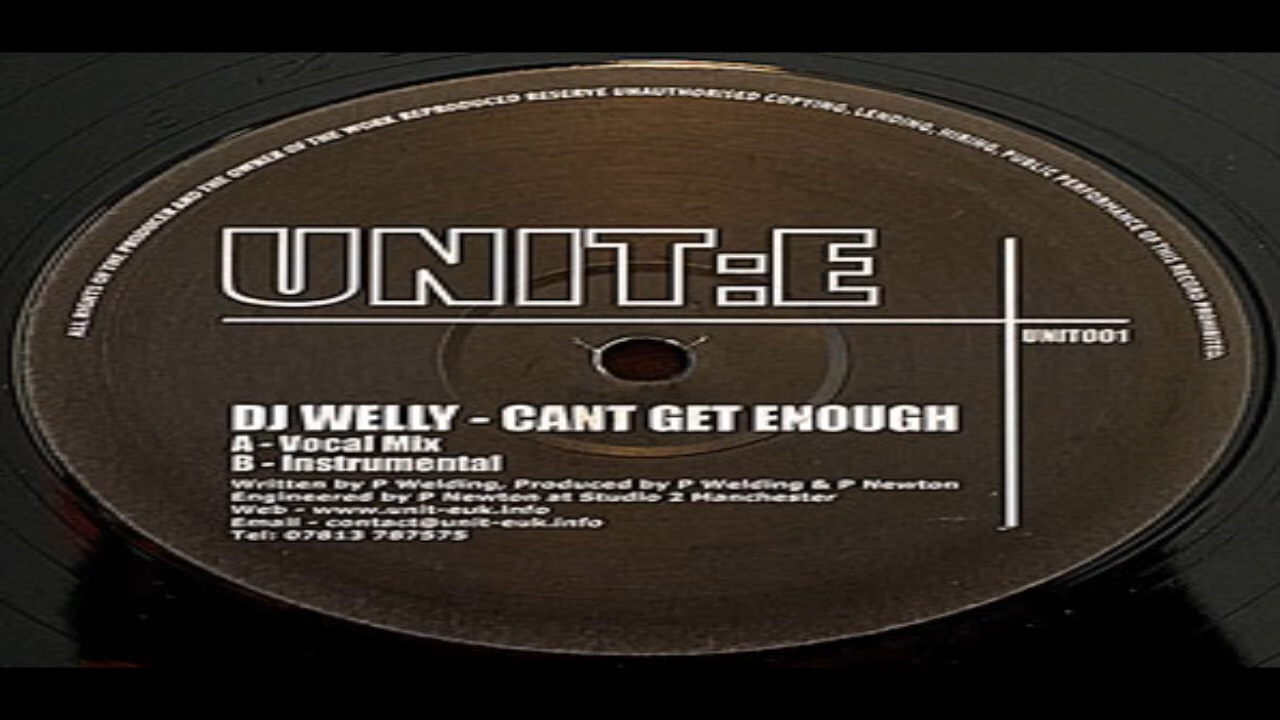 ALL RIGHTS OF THE PRODUCER AND THE OWNER OF THE WORK REPRODUCED RESERVE UNAUTHORISED COPYING, LENDING, HIRING, PUBLIC PERFORMANCE OF THIS RECORD PROHIBITED.
UNIT:E
UNIT001
DJ WELLY - CANT GET ENOUGH
A - Vocal Mix
B - Instrumental
Written by P Welding, Produced by P Welding & P Newton
Engineered by P Newton at Studio 2 Manchester
Web - www.unit-euk.info
Email - contact@unit-euk.info
Tel: 07813 787575